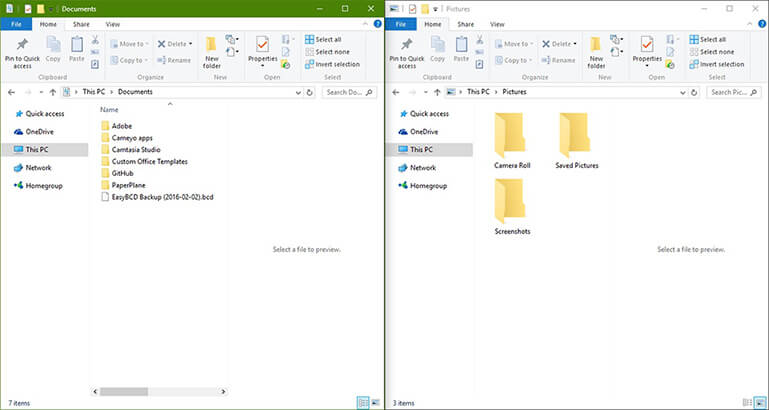 Documents
File Home Share View
Pin to Quick access
Copy
Paste
Clipboard
Move to
Copy to
Delete
Rename
Organize
New folder
New
Properties
Open
Select all
Select none
Invert selection
Select
This PC > Documents
Search Do...
Quick access
OneDrive
This PC
Network
Homegroup
Name
Adobe
Cameyo apps
Camtasia Studio
Custom Office Templates
GitHub
PaperPlane
EasyBCD Backup (2016-02-02).bcd
Select a file to preview.
7 items
Pictures
File Home Share View
Pin to Quick access
Copy
Paste
Clipboard
Move to
Copy to
Delete
Rename
Organize
New folder
New
Properties
Open
Select all
Select none
Invert selection
Select
This PC > Pictures
Search Pic...
Quick access
OneDrive
This PC
Network
Homegroup
Camera Roll
Saved Pictures
Screenshots
Select a file to preview.
3 items